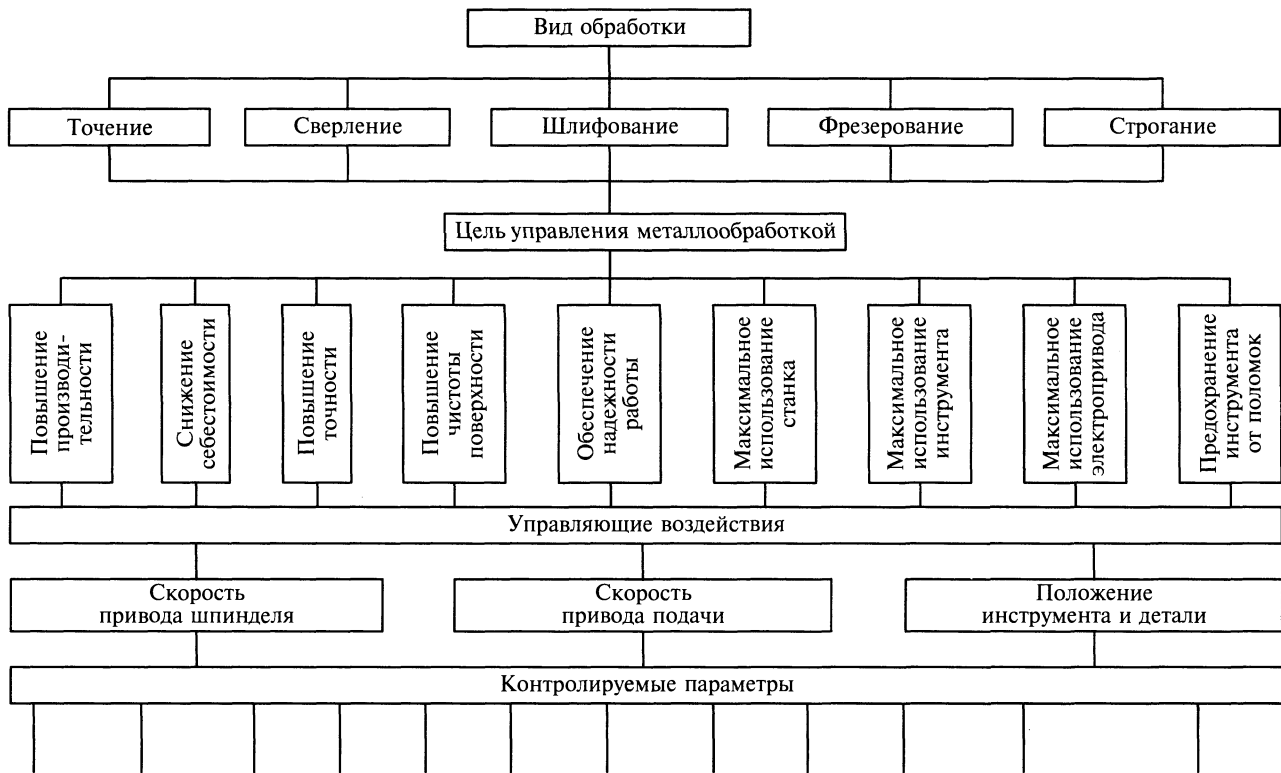 Вид обработки
Точение
Сверление
Шлифование
Фрезерование
Строгание
Цель управления металлообработкой
Повышение
производи-
тельности
Снижение
себестоимости
Повышение
точности
Повышение
чистоты
поверхности
Обеспечение
надежности
работы
Максимальное
использование
станка
Максимальное
использование
инструмента
Максимальное
использование
электропривода
Предохранение
инструмента
от поломок
Управляющие воздействия
Скорость
привода шпинделя
Скорость
привода подачи
Положение
инструмента и детали
Контролируемые параметры